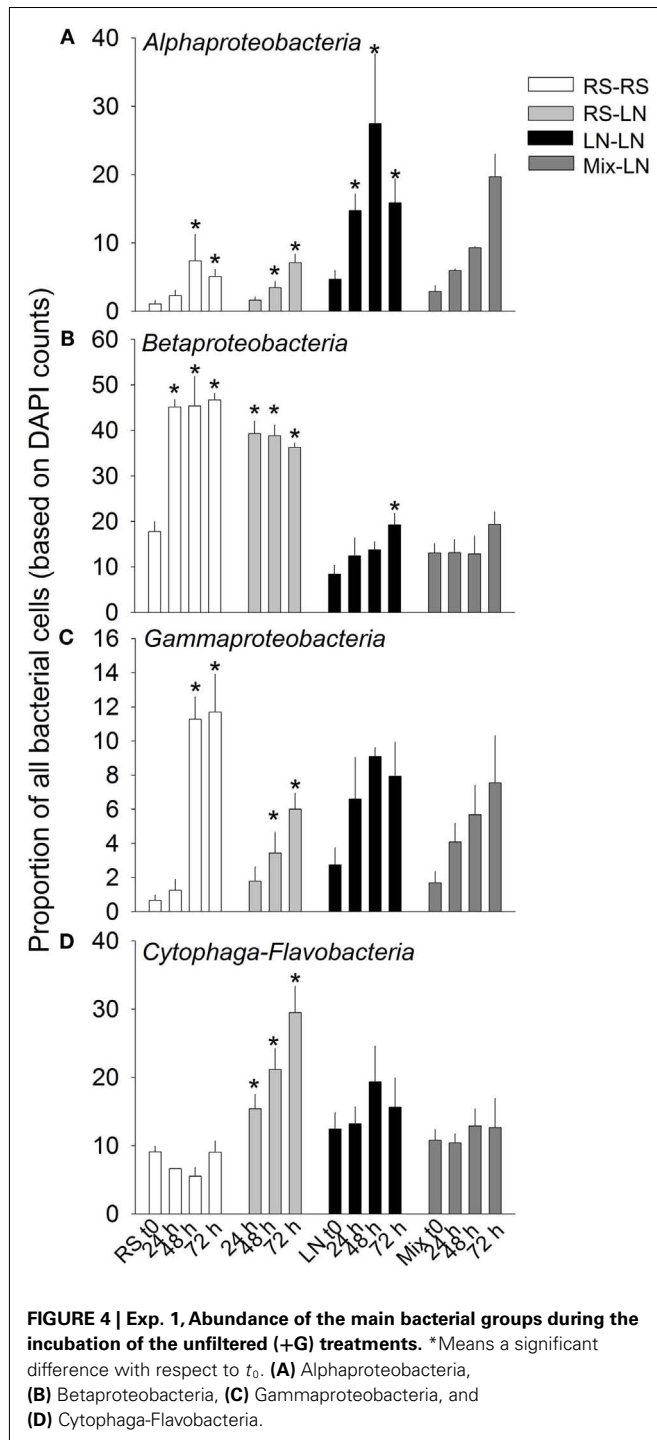 A
Alphaproteobacteria
40
30
20
10
0
RS-RS
RS-LN
LN-LN
Mix-LN
* * * * * * *
Proportion of all bacterial cells (based on DAPI counts)
B
Betaproteobacteria
60
50
40
30
20
10
0
* * * * * * *
C
Gammaproteobacteria
16
14
12
10
8
6
4
2
0
* * * *
D
Cytophaga-Flavobacteria
40
30
20
10
0
* * *
RS t0
24 h
48 h
72 h
24 h
48 h
72 h
LN t0
24 h
48 h
72 h
Mix t0
24 h
48 h
72 h
FIGURE 4 | Exp. 1, Abundance of the main bacterial groups during the
incubation of the unfiltered (+G) treatments. *Means a significant
difference with respect to t₀. (A) Alphaproteobacteria,
(B) Betaproteobacteria, (C) Gammaproteobacteria, and
(D) Cytophaga-Flavobacteria.